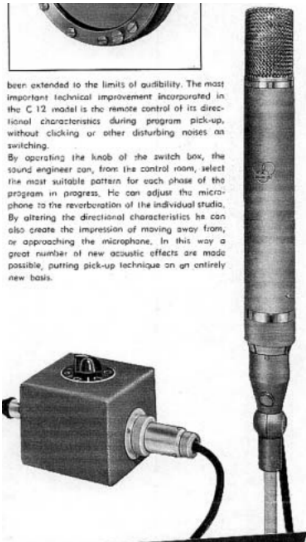 been extended to the limits of audibility. The most
important technical improvement incorporated in
the C 12 model is the remote control of its direc-
tional characteristics during program pick-up,
without clicking or other disturbing noises on
switching.
By operating the knob of the switch box, the
sound engineer can, from the control room, select
the most suitable pattern for each phase of the
program in progress. He can adjust the micro-
phone to the reverberation of the individual studio.
By altering the directional characteristics he can
also create the impression of moving away from,
or approaching the microphone. In this way a
great number of new acoustic effects are made
possible, putting pick-up technique on an entirely
new basis.